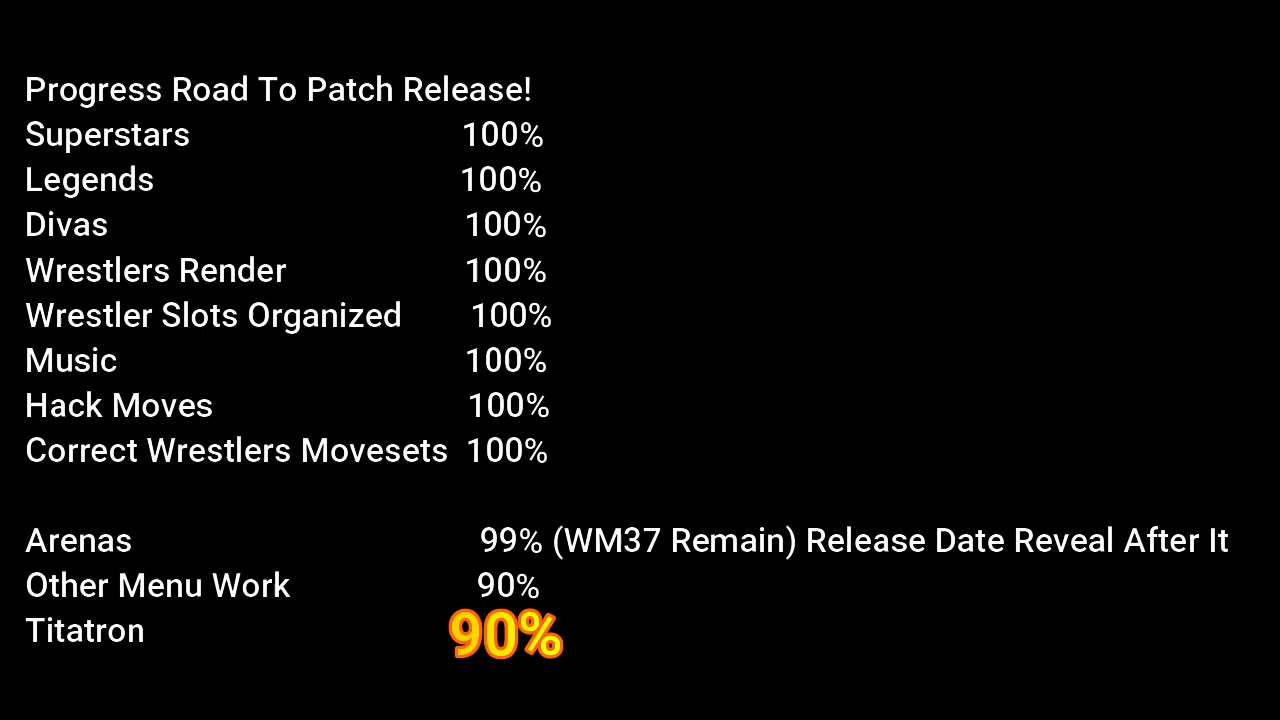 Progress Road To Patch Release!
Superstars 100%
Legends 100%
Divas 100%
Wrestlers Render 100%
Wrestler Slots Organized 100%
Music 100%
Hack Moves 100%
Correct Wrestlers Movesets 100%
Arenas 99% (WM37 Remain) Release Date Reveal After It
Other Menu Work 90%
Titatron 90%